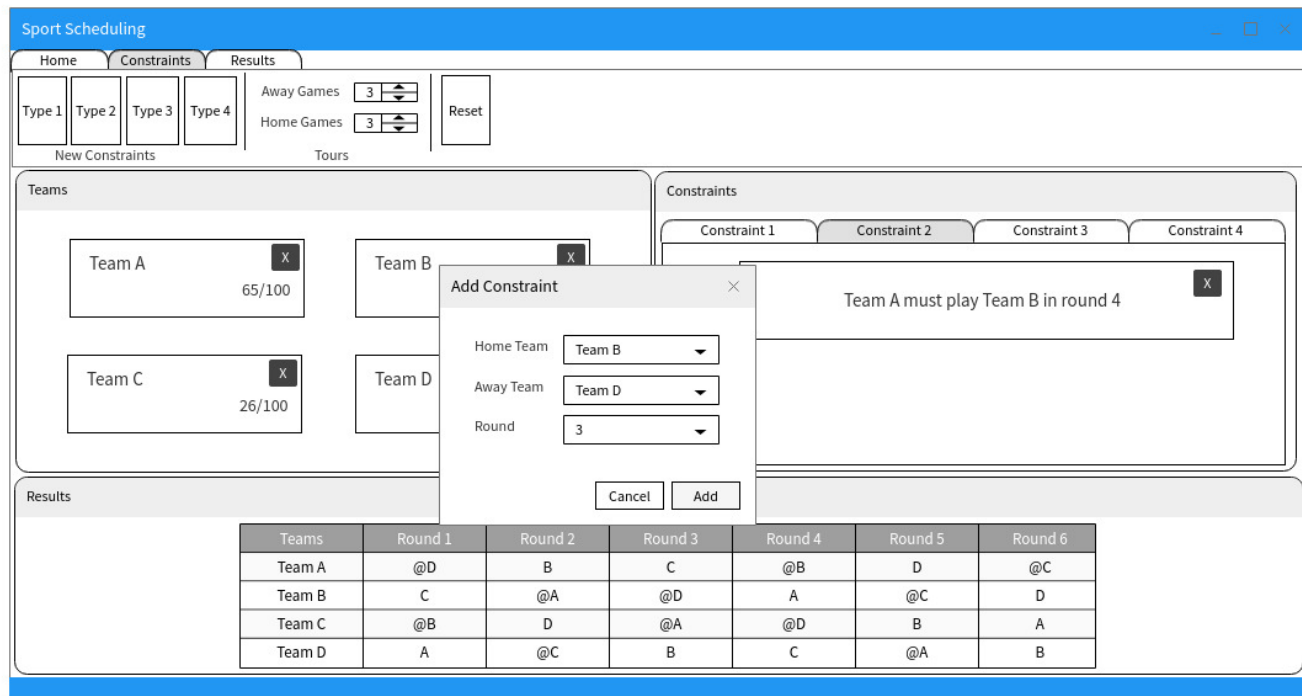 Sport Scheduling
Home Constraints Results
Type 1 Type 2 Type 3 Type 4
Away Games 3
Home Games 3
Reset
New Constraints Tours
Teams
Team A X
65/100
Team B X
Team C X
26/100
Team D
Constraints
Constraint 1 Constraint 2 Constraint 3 Constraint 4
Team A must play Team B in round 4 X
Add Constraint
Home Team Team B
Away Team Team D
Round 3
Cancel Add
Results
Teams Round 1 Round 2 Round 3 Round 4 Round 5 Round 6
Team A @D B C @B D @C
Team B C @A @D A @C D
Team C @B D @A @D B A
Team D A @C B C @A B